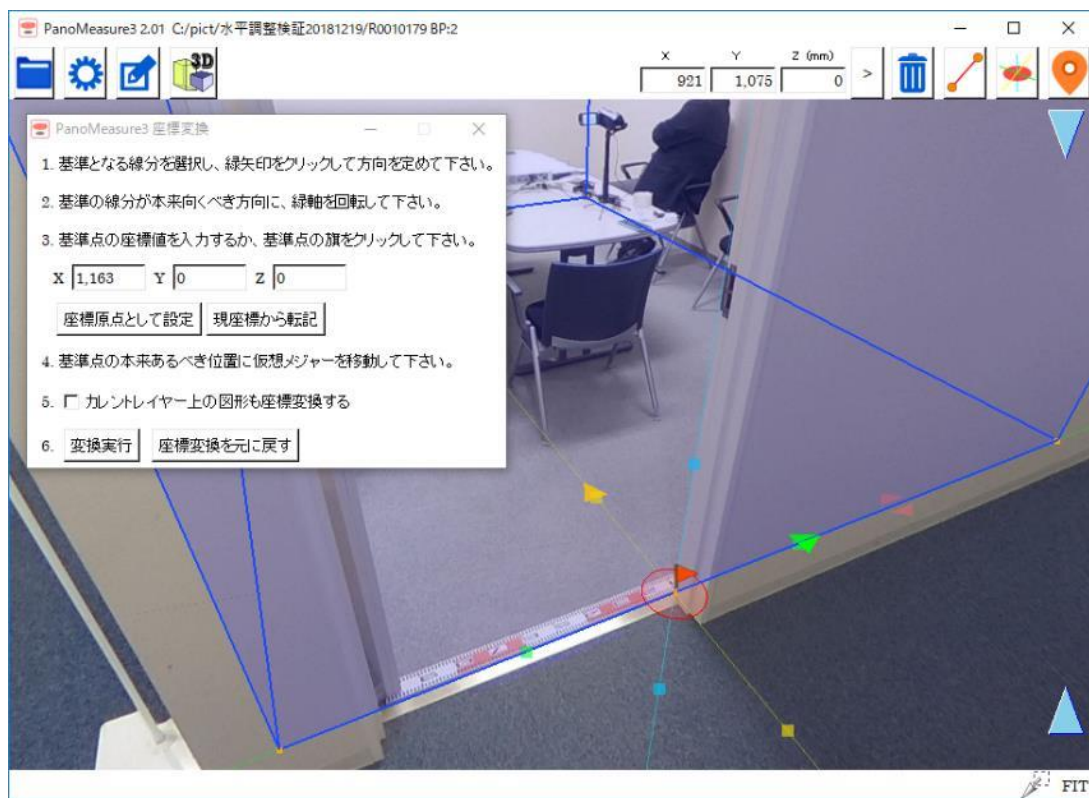 PanoMeasure3 2.01 C:/pict/水平調整検証20181219/R0010179 BP:2
3D
X Y Z (mm)
921 1,075 0 >
PanoMeasure3 座標変換
1. 基準となる線分を選択し、緑矢印をクリックして方向を定めて下さい。
2. 基準の線分が本来向くべき方向に、緑軸を回転して下さい。
3. 基準点の座標値を入力するか、基準点の旗をクリックして下さい。
X 1,163 Y 0 Z 0
座標原点として設定 現座標から転記
4. 基準点の本来あるべき位置に仮想メジャーを移動して下さい。
5. カレントレイヤー上の図形も座標変換する
6. 変換実行 座標変換を元に戻す
FIT